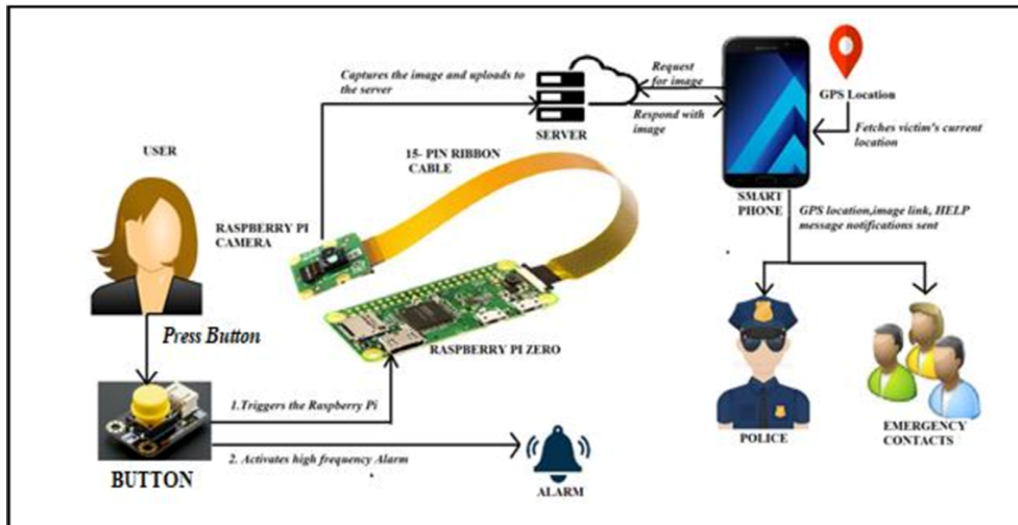 Captures the image and uploads to
the server
Request
for image
GPS Location
SERVER
Respond with
image
Fetches victim's current
location
USER
15- PIN RIBBON
CABLE
SMART
PHONE
GPS location,image link, HELP
message notifications sent
RASPBERRY PI
CAMERA
Press Button
RASPBERRY PI ZERO
1.Triggers the Raspberry Pi
POLICE
EMERGENCY
CONTACTS
2. Activates high frequency Alarm
BUTTON
ALARM